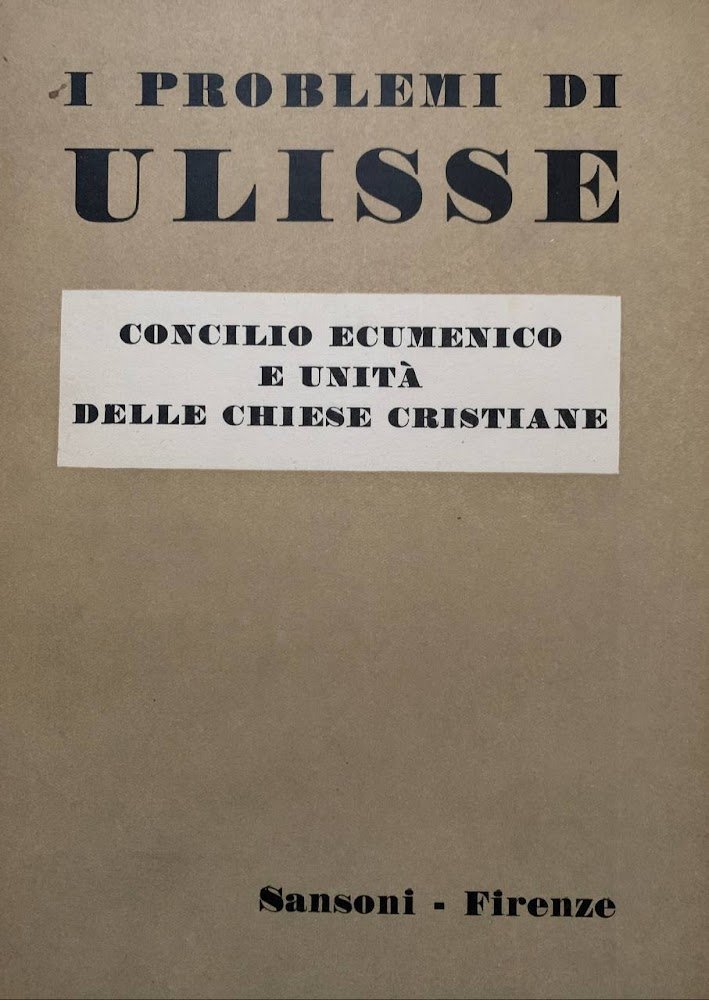 I PROBLEMI DI
ULISSE
CONCILIO ECUMENICO
E UNITÀ
DELLE CHIESE CRISTIANE
Sansoni - Firenze